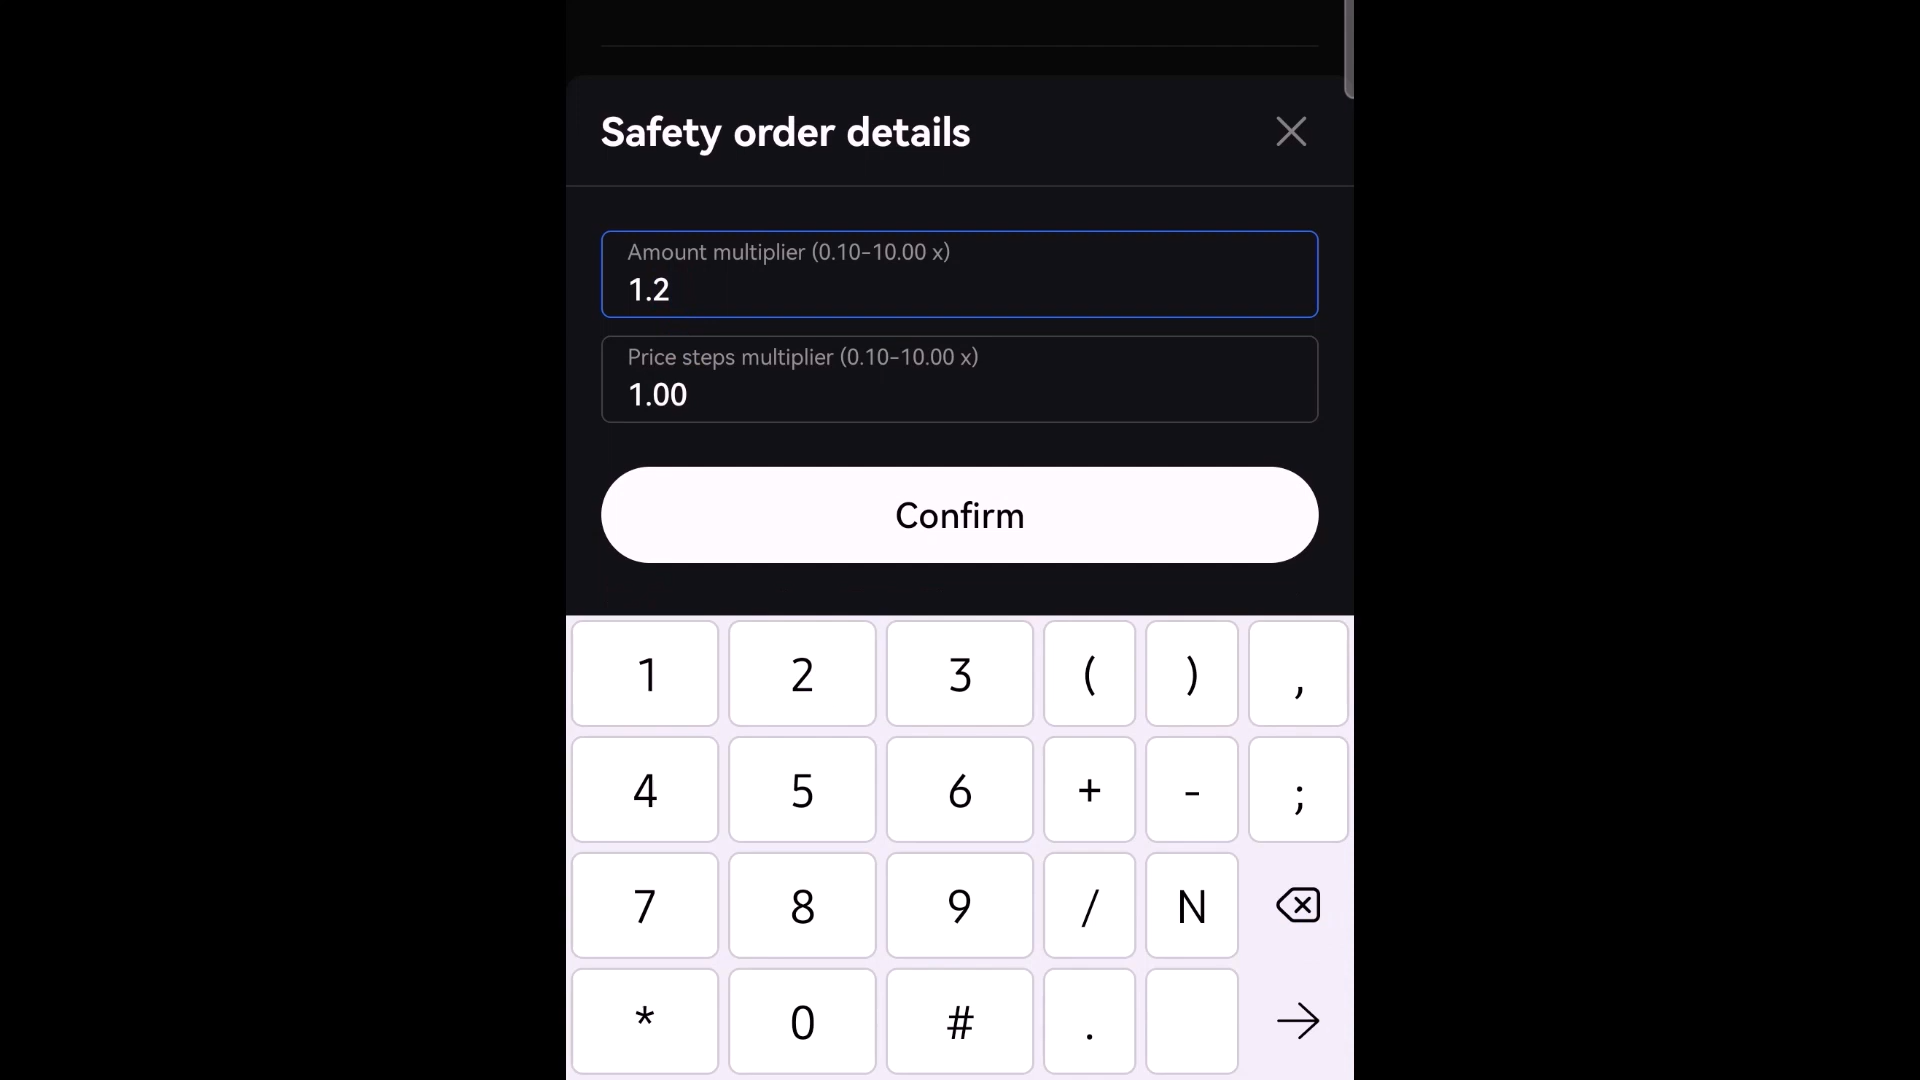 Safety order details
Amount multiplier (0.10-10.00 x)
1.2
Price steps multiplier (0.10-10.00 x)
1.00
Confirm
1 2 3 ( ) ,
4 5 6 + - ;
7 8 9 / N
* 0 # .